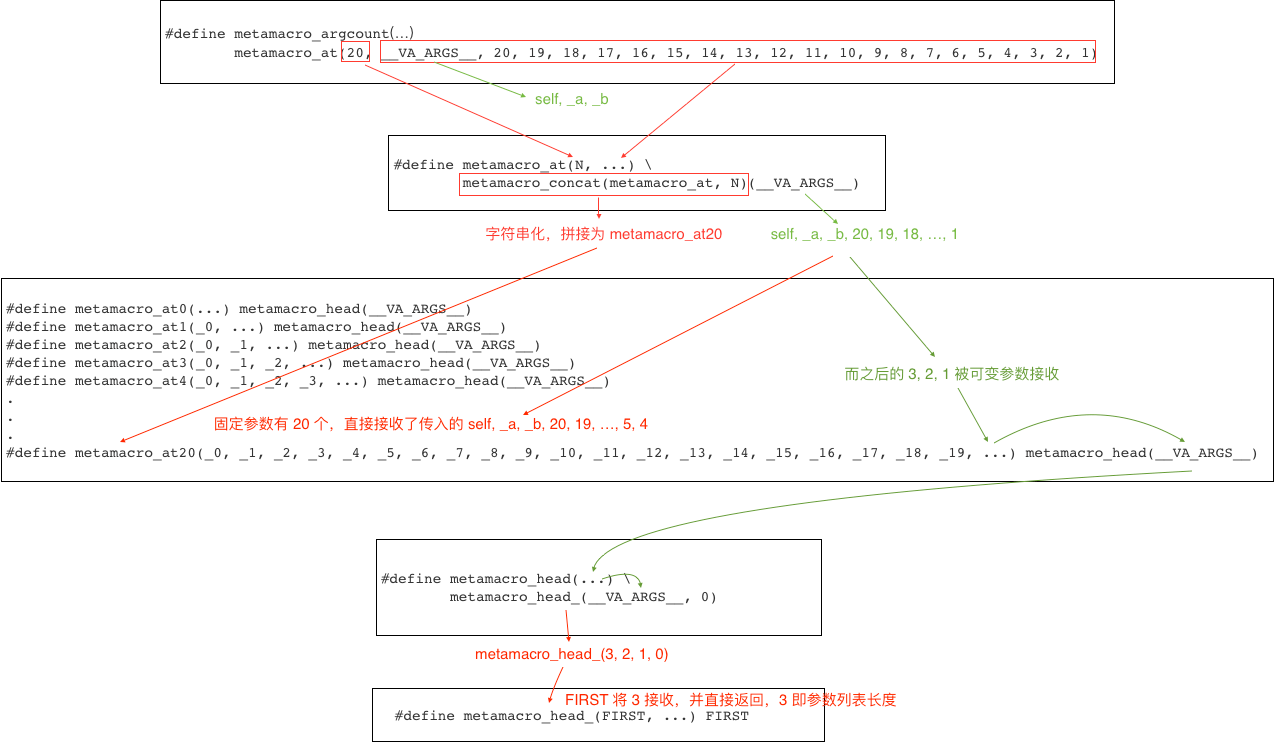 #define metamacro_argcount(...)
metamacro_at(20, __VA_ARGS__, 20, 19, 18, 17, 16, 15, 14, 13, 12, 11, 10, 9, 8, 7, 6, 5, 4, 3, 2, 1)
self, _a, _b
#define metamacro_at(N, ...) \
metamacro_concat(metamacro_at, N)(__VA_ARGS__)
字符串化，拼接为 metamacro_at20
self, _a, _b, 20, 19, 18, …, 1
#define metamacro_at0(...) metamacro_head(__VA_ARGS__)
#define metamacro_at1(_0, ...) metamacro_head(__VA_ARGS__)
#define metamacro_at2(_0, _1, ...) metamacro_head(__VA_ARGS__)
#define metamacro_at3(_0, _1, _2, ...) metamacro_head(__VA_ARGS__)
#define metamacro_at4(_0, _1, _2, _3, ...) metamacro_head(__VA_ARGS__)
.
.
.
而之后的 3, 2, 1 被可变参数接收
固定参数有 20 个，直接接收了传入的 self, _a, _b, 20, 19, …, 5, 4
#define metamacro_at20(_0, _1, _2, _3, _4, _5, _6, _7, _8, _9, _10, _11, _12, _13, _14, _15, _16, _17, _18, _19, ...) metamacro_head(__VA_ARGS__)
#define metamacro_head(...) \
metamacro_head_(__VA_ARGS__, 0)
metamacro_head_(3, 2, 1, 0)
FIRST 将 3 接收，并直接返回，3 即参数列表长度
#define metamacro_head_(FIRST, ...) FIRST